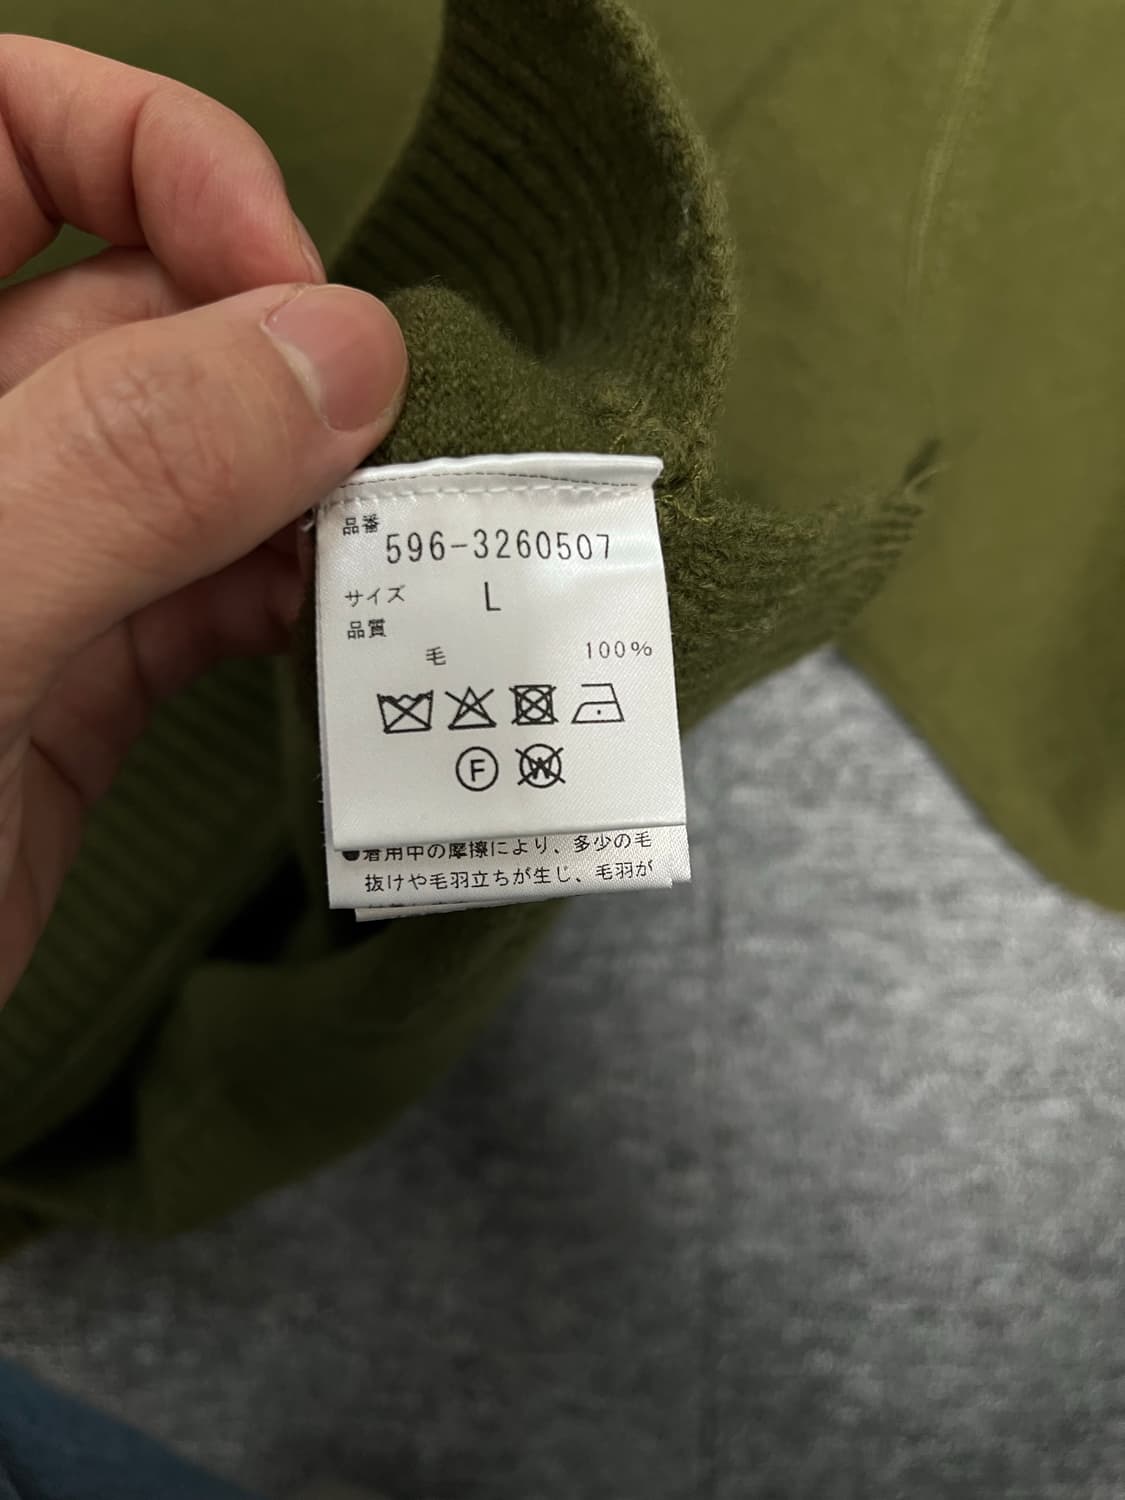 品番
596-3260507
サイズ L
品質
毛 100%
F W
●着用中の摩擦により、多少の毛
抜けや毛羽立ちが生じ、毛羽が